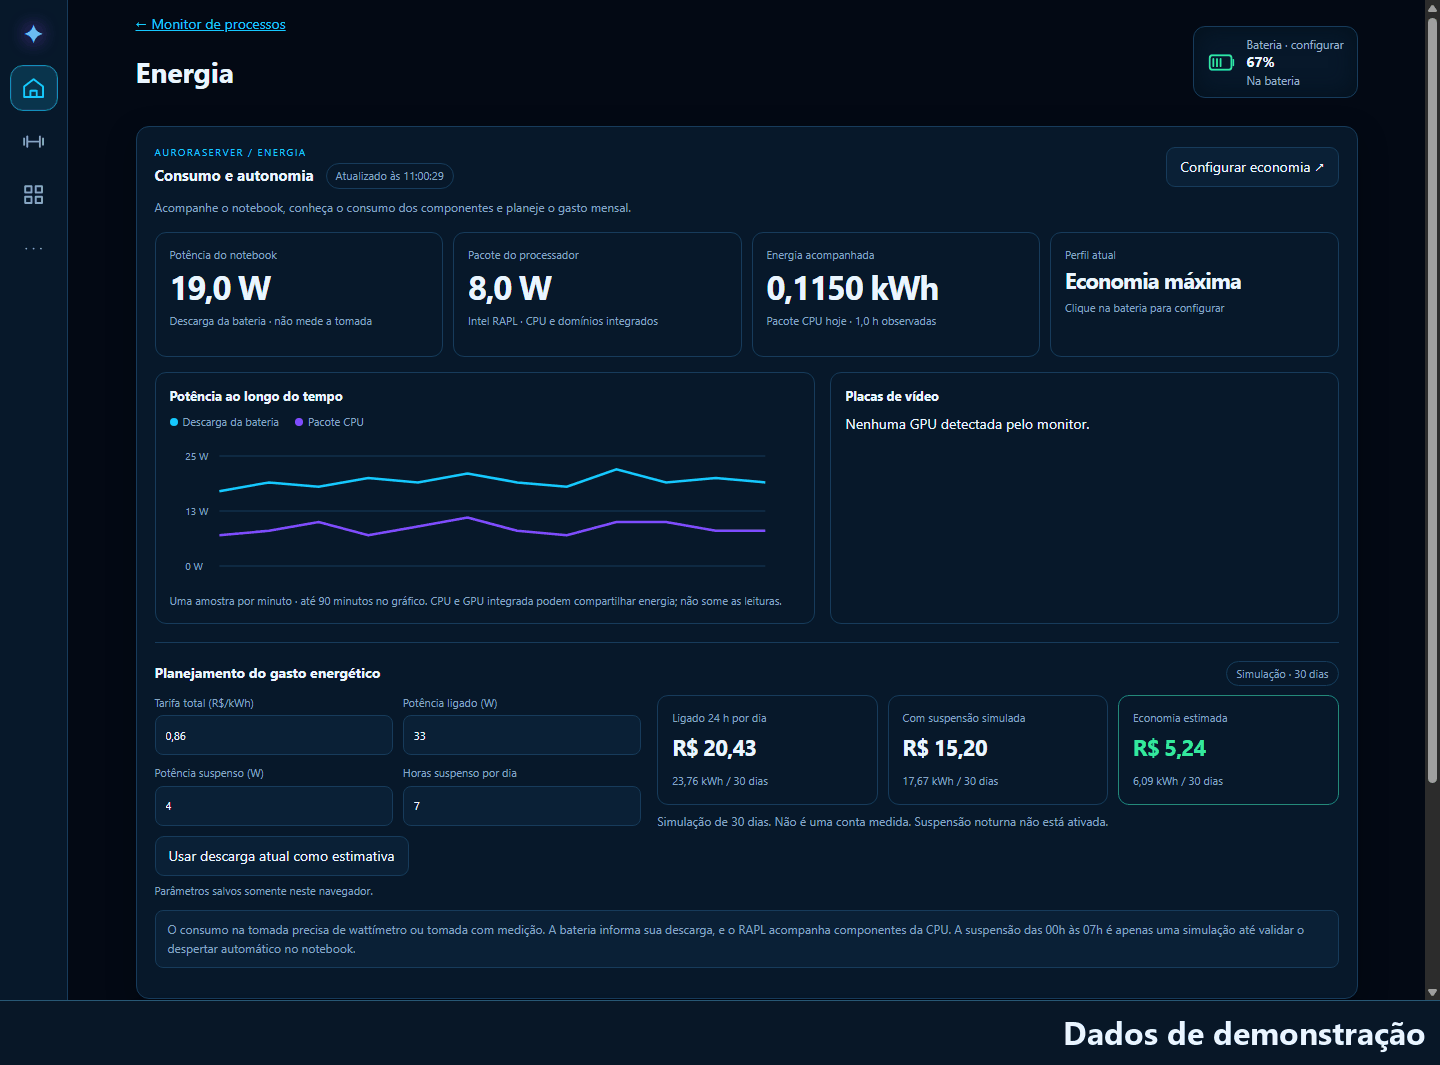 ← Monitor de processos
Energia
Bateria · configurar
67%
Na bateria
AURORASERVER / ENERGIA
Consumo e autonomia
Atualizado às 11:00:29
Configurar economia ↗
Acompanhe o notebook, conheça o consumo dos componentes e planeje o gasto mensal.
Potência do notebook
19,0 W
Descarga da bateria · não mede a tomada
Pacote do processador
8,0 W
Intel RAPL · CPU e domínios integrados
Energia acompanhada
0,1150 kWh
Pacote CPU hoje · 1,0 h observadas
Perfil atual
Economia máxima
Clique na bateria para configurar
Potência ao longo do tempo
Descarga da bateria
Pacote CPU
25 W
13 W
0 W
Uma amostra por minuto · até 90 minutos no gráfico. CPU e GPU integrada podem compartilhar energia; não some as leituras.
Placas de vídeo
Nenhuma GPU detectada pelo monitor.
Planejamento do gasto energético
Simulação · 30 dias
Tarifa total (R$/kWh)
0,86
Potência ligado (W)
33
Potência suspenso (W)
4
Horas suspenso por dia
7
Ligado 24 h por dia
R$ 20,43
23,76 kWh / 30 dias
Com suspensão simulada
R$ 15,20
17,67 kWh / 30 dias
Economia estimada
R$ 5,24
6,09 kWh / 30 dias
Simulação de 30 dias. Não é uma conta medida. Suspensão noturna não está ativada.
Usar descarga atual como estimativa
Parâmetros salvos somente neste navegador.
O consumo na tomada precisa de wattímetro ou tomada com medição. A bateria informa sua descarga, e o RAPL acompanha componentes da CPU. A suspensão das 00h às 07h é apenas uma simulação até validar o
despertar automático no notebook.
Dados de demonstração